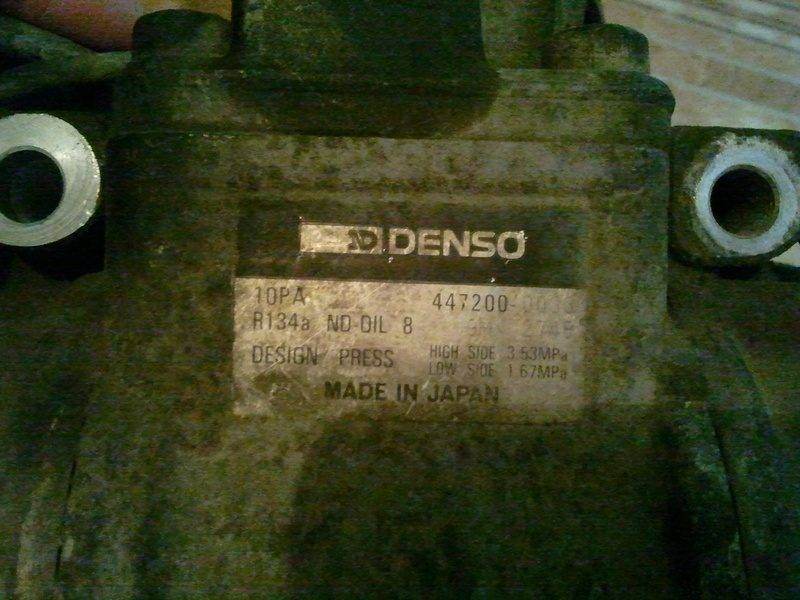 ND DENSO
10PA 447200-
R134a ND-OIL 8
DESIGN PRESS HIGH SIDE 3.53MPa
LOW SIDE 1.67MPa
MADE IN JAPAN